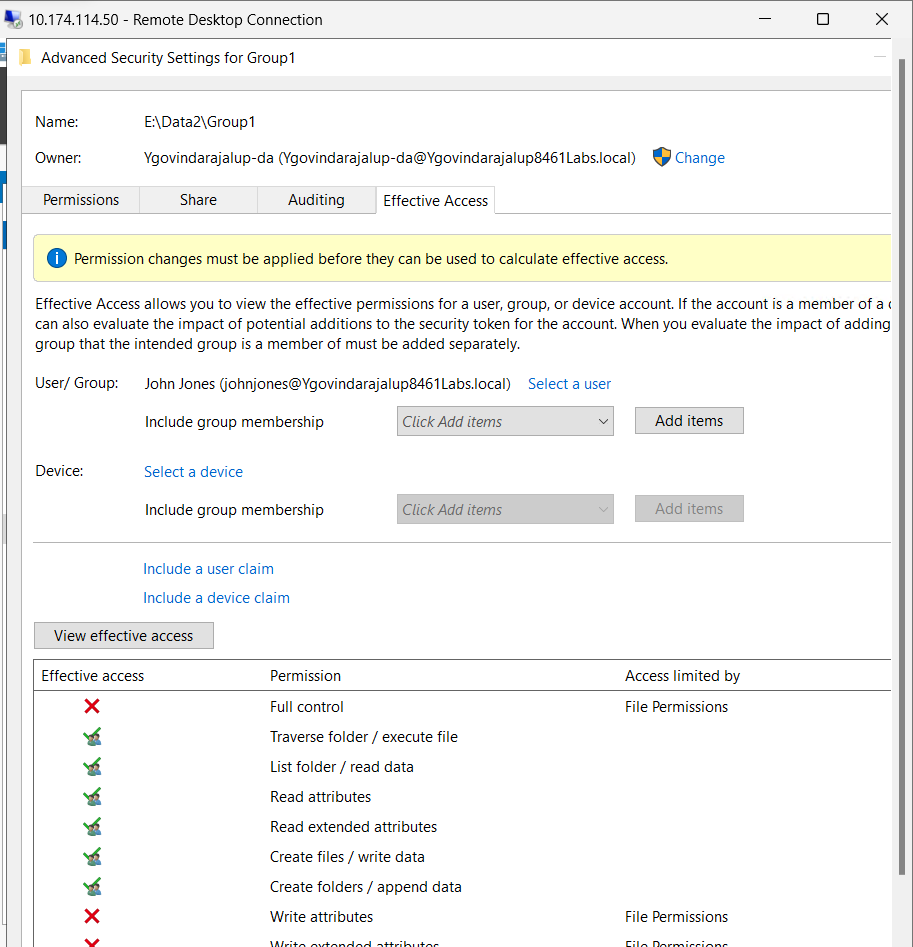 10.174.114.50 - Remote Desktop Connection
Advanced Security Settings for Group1
Name: E:\Data2\Group1
Owner: Ygovindarajalup-da (Ygovindarajalup-da@Ygovindarajalup8461Labs.local) Change
Permissions Share Auditing Effective Access
Permission changes must be applied before they can be used to calculate effective access.
Effective Access allows you to view the effective permissions for a user, group, or device account. If the account is a member of a
can also evaluate the impact of potential additions to the security token for the account. When you evaluate the impact of adding
group that the intended group is a member of must be added separately.
User/ Group: John Jones (johnjones@Ygovindarajalup8461Labs.local) Select a user
Include group membership Click Add items Add items
Device: Select a device
Include group membership Click Add items Add items
Include a user claim
Include a device claim
View effective access
Effective access Permission Access limited by
Full control File Permissions
Traverse folder / execute file
List folder / read data
Read attributes
Read extended attributes
Create files / write data
Create folders / append data
Write attributes File Permissions
Write extended attributes File Permissions